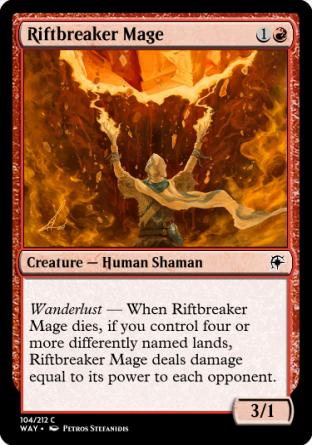 Riftbreaker Mage 1
Creature — Human Shaman
Wanderlust — When Riftbreaker
Mage dies, if you control four or
more differently named lands,
Riftbreaker Mage deals damage
equal to its power to each opponent.
3/1
104/212 C
WAY • Petros Stefanidis